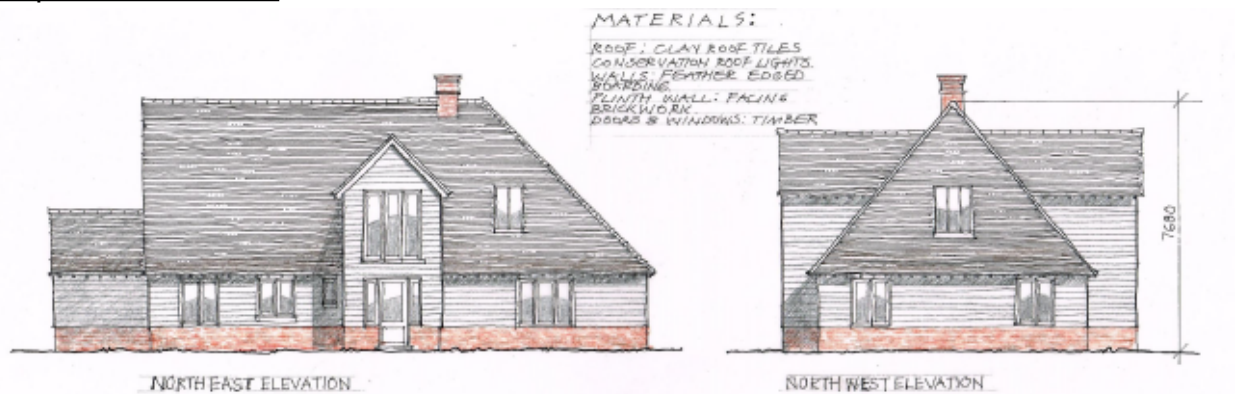 MATERIALS:
ROOF: CLAY ROOF TILES
CONSERVATION ROOF LIGHTS.
WALLS: FEATHER EDGED
BOARDING.
PLINTH WALL: FACING
BRICKWORK.
DOORS & WINDOWS: TIMBER
7680
NORTH EAST ELEVATION
NORTH WEST ELEVATION